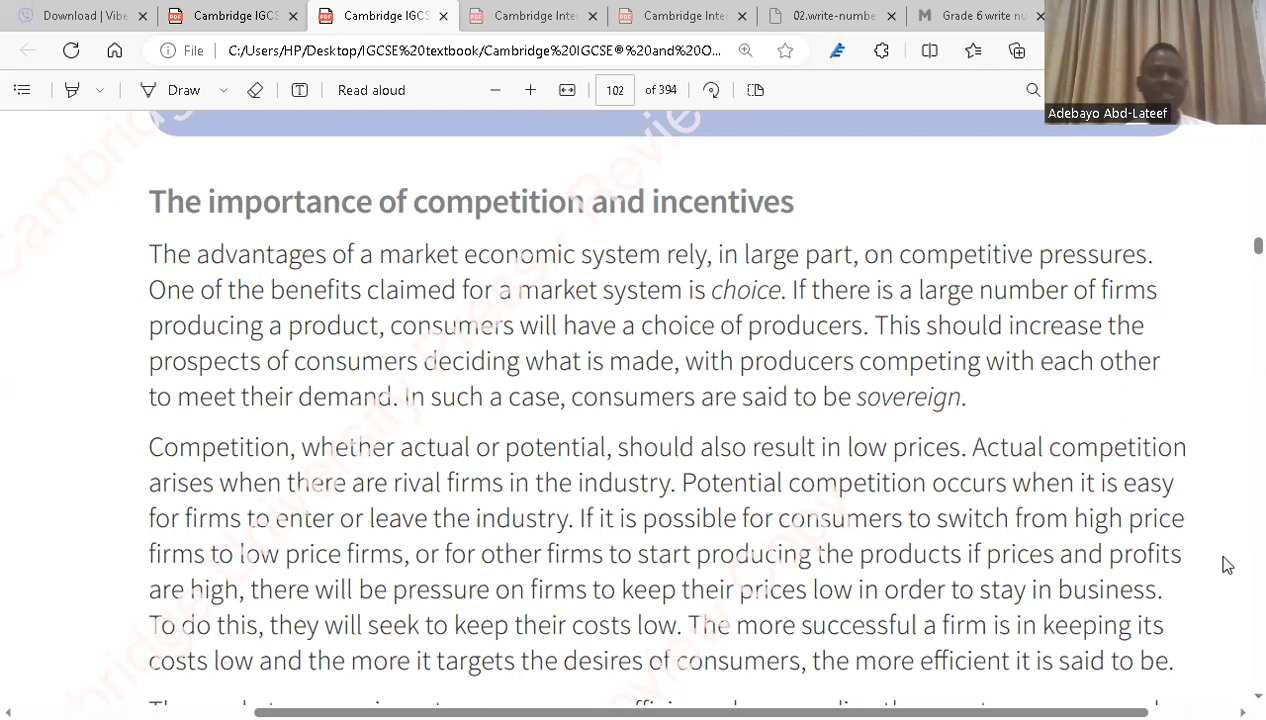 Download | Vibe
Cambridge IGCS
Cambridge IGCS
Cambridge Inte
Cambridge Inte
02.write-numbe
Grade 6 write nu
File
C:/Users/HP/Desktop/IGCSE%20textbook/Cambridge%20IGCSE®%20and%20O...
Draw
Read aloud
102 of 394
Adebayo Abd-Lateef
The importance of competition and incentives
The advantages of a market economic system rely, in large part, on competitive pressures.
One of the benefits claimed for a market system is choice. If there is a large number of firms
producing a product, consumers will have a choice of producers. This should increase the
prospects of consumers deciding what is made, with producers competing with each other
to meet their demand. In such a case, consumers are said to be sovereign.
Competition, whether actual or potential, should also result in low prices. Actual competition
arises when there are rival firms in the industry. Potential competition occurs when it is easy
for firms to enter or leave the industry. If it is possible for consumers to switch from high price
firms to low price firms, or for other firms to start producing the products if prices and profits
are high, there will be pressure on firms to keep their prices low in order to stay in business.
To do this, they will seek to keep their costs low. The more successful a firm is in keeping its
costs low and the more it targets the desires of consumers, the more efficient it is said to be.
Cambridge University Press - Review
Cambridge
Review Copy